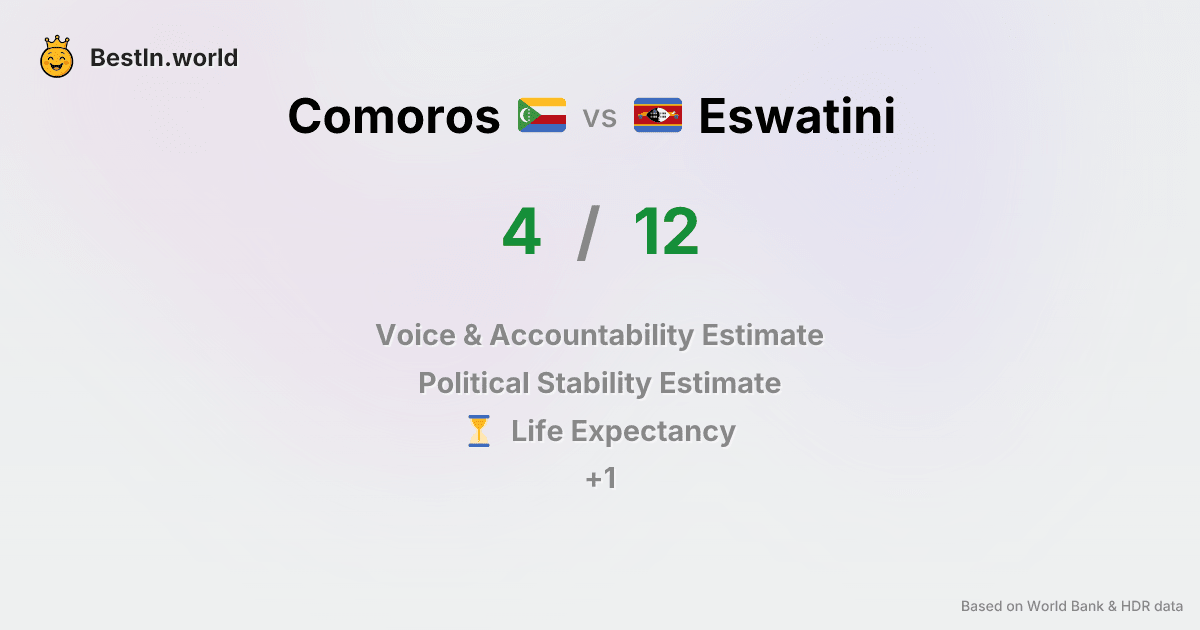 BestIn.world
Comoros vs Eswatini
4 / 12
Voice & Accountability Estimate
Political Stability Estimate
Life Expectancy
+1
Based on World Bank & HDR data